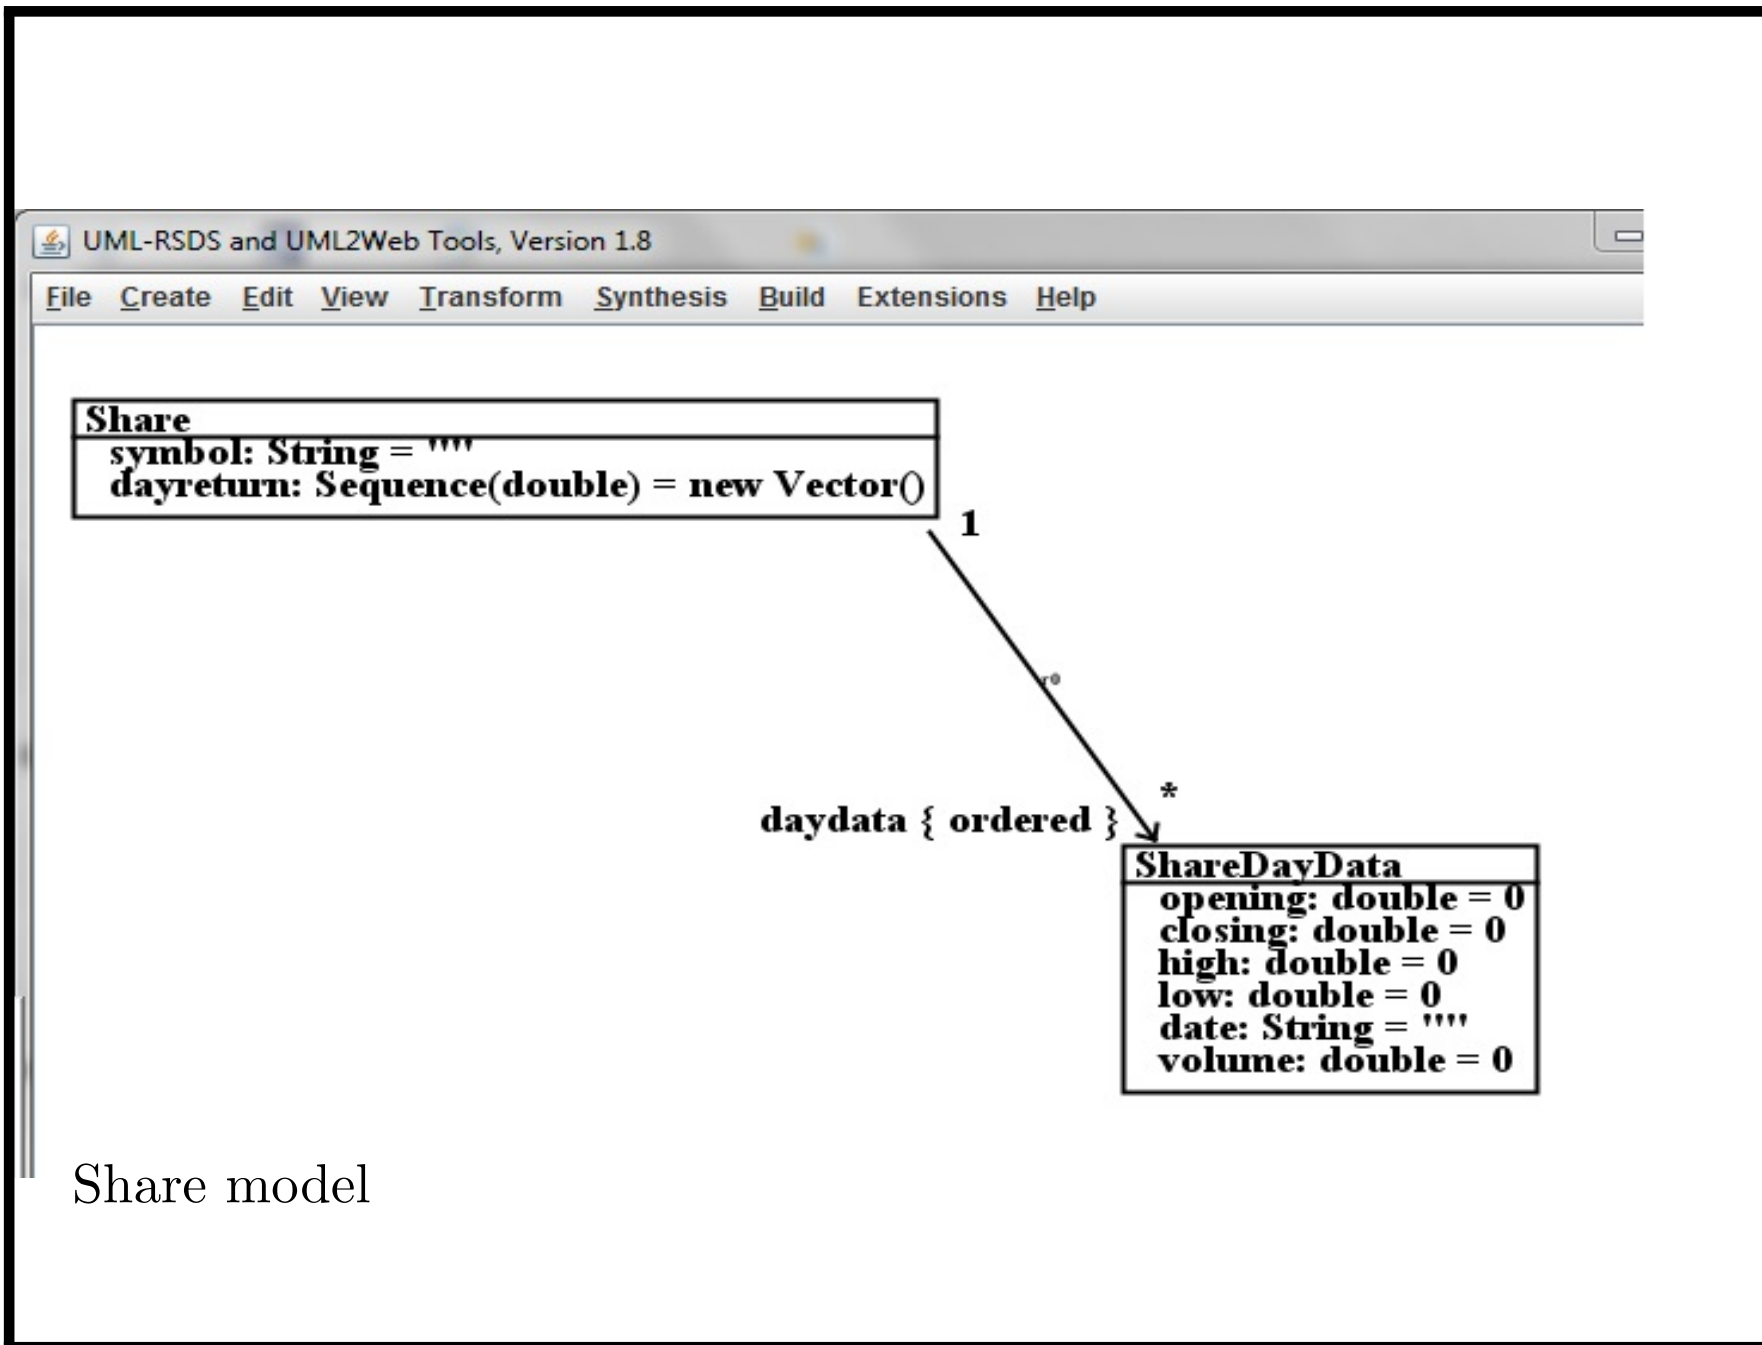 UML-RSDS and UML2Web Tools, Version 1.8
File Create Edit View Transform Synthesis Build Extensions Help
Share
symbol: String = ""
dayreturn: Sequence(double) = new Vector()
1
r0
*
daydata { ordered }
ShareDayData
opening: double = 0
closing: double = 0
high: double = 0
low: double = 0
date: String = ""
volume: double = 0
Share model